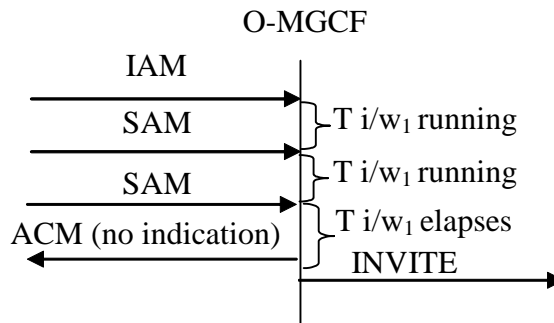 O-MGCF
IAM
T i/w₁ running
SAM
T i/w₁ running
SAM
T i/w₁ elapses
ACM (no indication)
INVITE